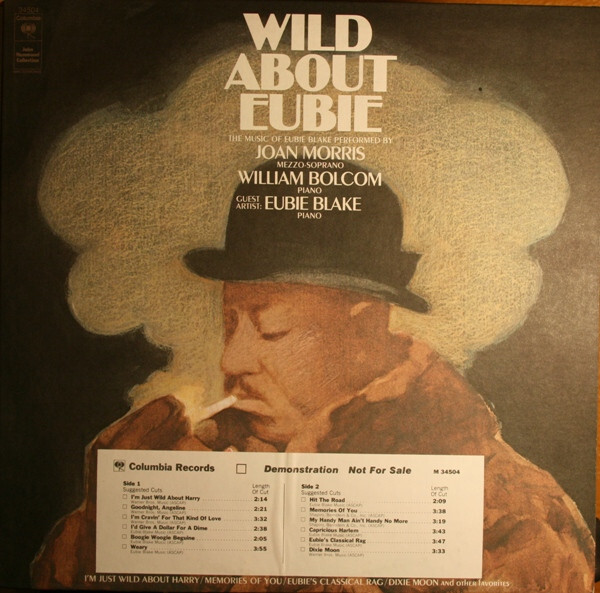 WILD
ABOUT
EUBIE
THE MUSIC OF EUBIE BLAKE PERFORMED BY
JOAN MORRIS
MEZZO-SOPRANO
WILLIAM BOLCOM
PIANO
GUEST ARTIST: EUBIE BLAKE
PIANO
Columbia Records Demonstration Not For Sale M 34504
Side 1
Suggested Cuts Length Of Cut
I'm Just Wild About Harry 2:14
Goodnight, Angeline 2:21
I'm Cravin' For That Kind Of Love 3:32
I'd Give A Dollar For A Dime 2:38
Boogie Woogie Beguine 2:05
Weary 3:55
Side 2
Suggested Cuts Length Of Cut
Hit The Road 2:09
Memories Of You 3:38
My Handy Man Ain't Handy No More 3:19
Capricious Harlem 3:43
Eubie's Classical Rag 3:47
Dixie Moon 3:33
I'M JUST WILD ABOUT HARRY/MEMORIES OF YOU/EUBIE'S CLASSICAL RAG/DIXIE MOON and other favorites